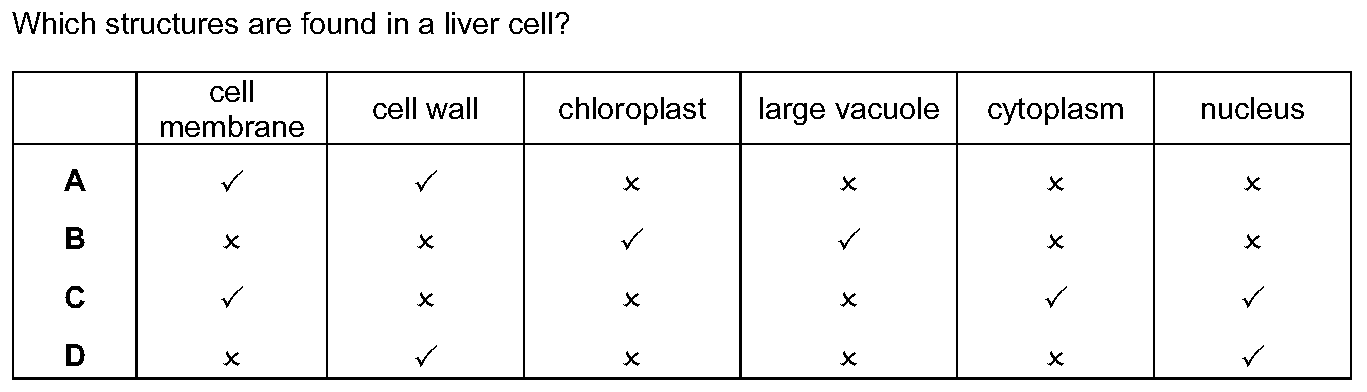 Which structures are found in a liver cell?
cell membrane cell wall chloroplast large vacuole cytoplasm nucleus
A ✓ ✓ x x x x
B x x ✓ ✓ x x
C ✓ x x x ✓ ✓
D x ✓ x x x ✓